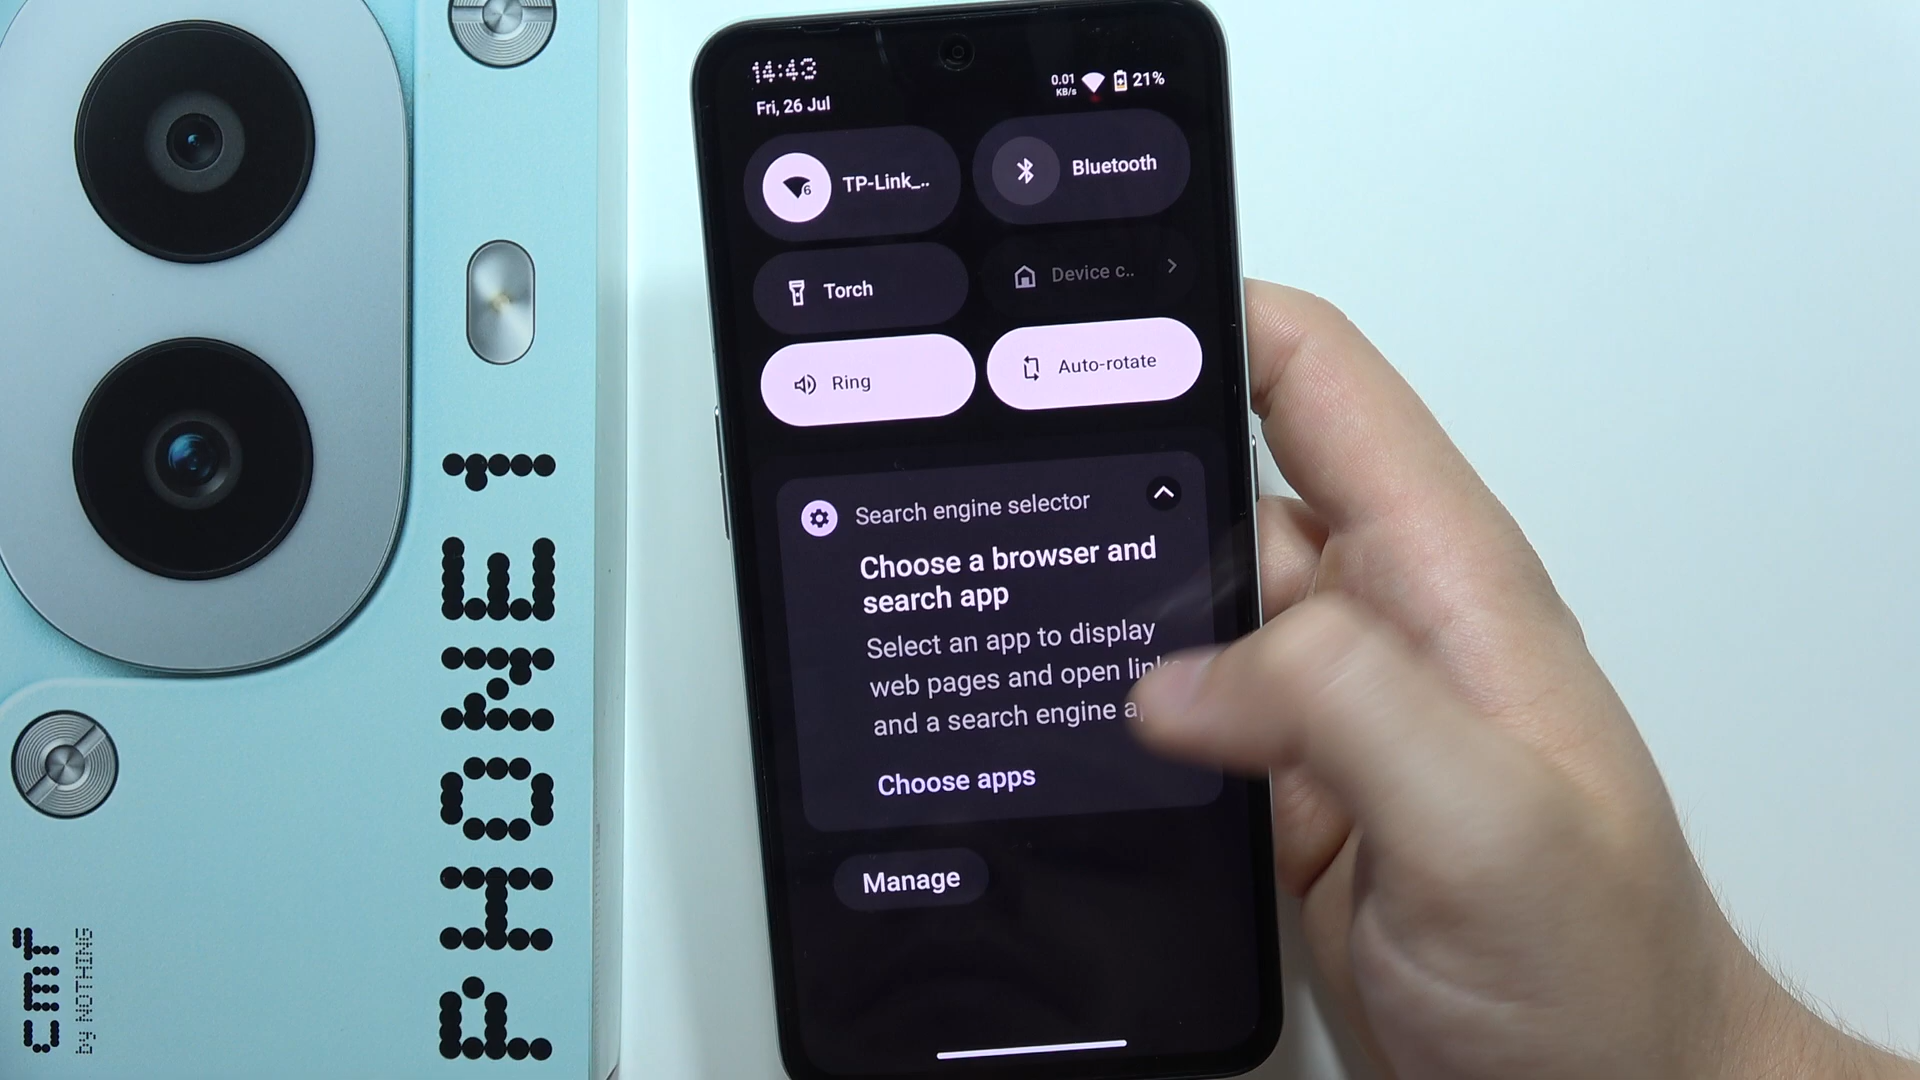 14:43
Fri, 26 Jul
0.01
KB/s
21%
6
TP-Link_..
Bluetooth
Torch
Device c..
Ring
Auto-rotate
Search engine selector
Choose a browser and
search app
Select an app to display
web pages and open
and a search engine
Choose apps
Manage
PHONE 1
cmf
by NOTHING